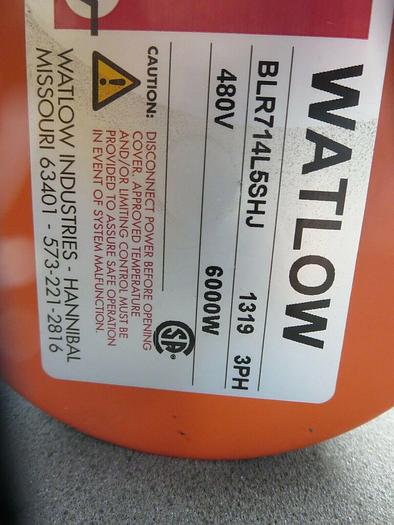 WATLOW
BLR714L5SHJ 1319 3PH
480V 6000W
CAUTION: DISCONNECT POWER BEFORE OPENING
COVER. APPROVED TEMPERATURE
AND/OR LIMITING CONTROL MUST BE
PROVIDED TO ASSURE SAFE OPERATION
IN EVENT OF SYSTEM MALFUNCTION.
SA
WATLOW INDUSTRIES - HANNIBAL
MISSOURI 63401 - 573-221-2816